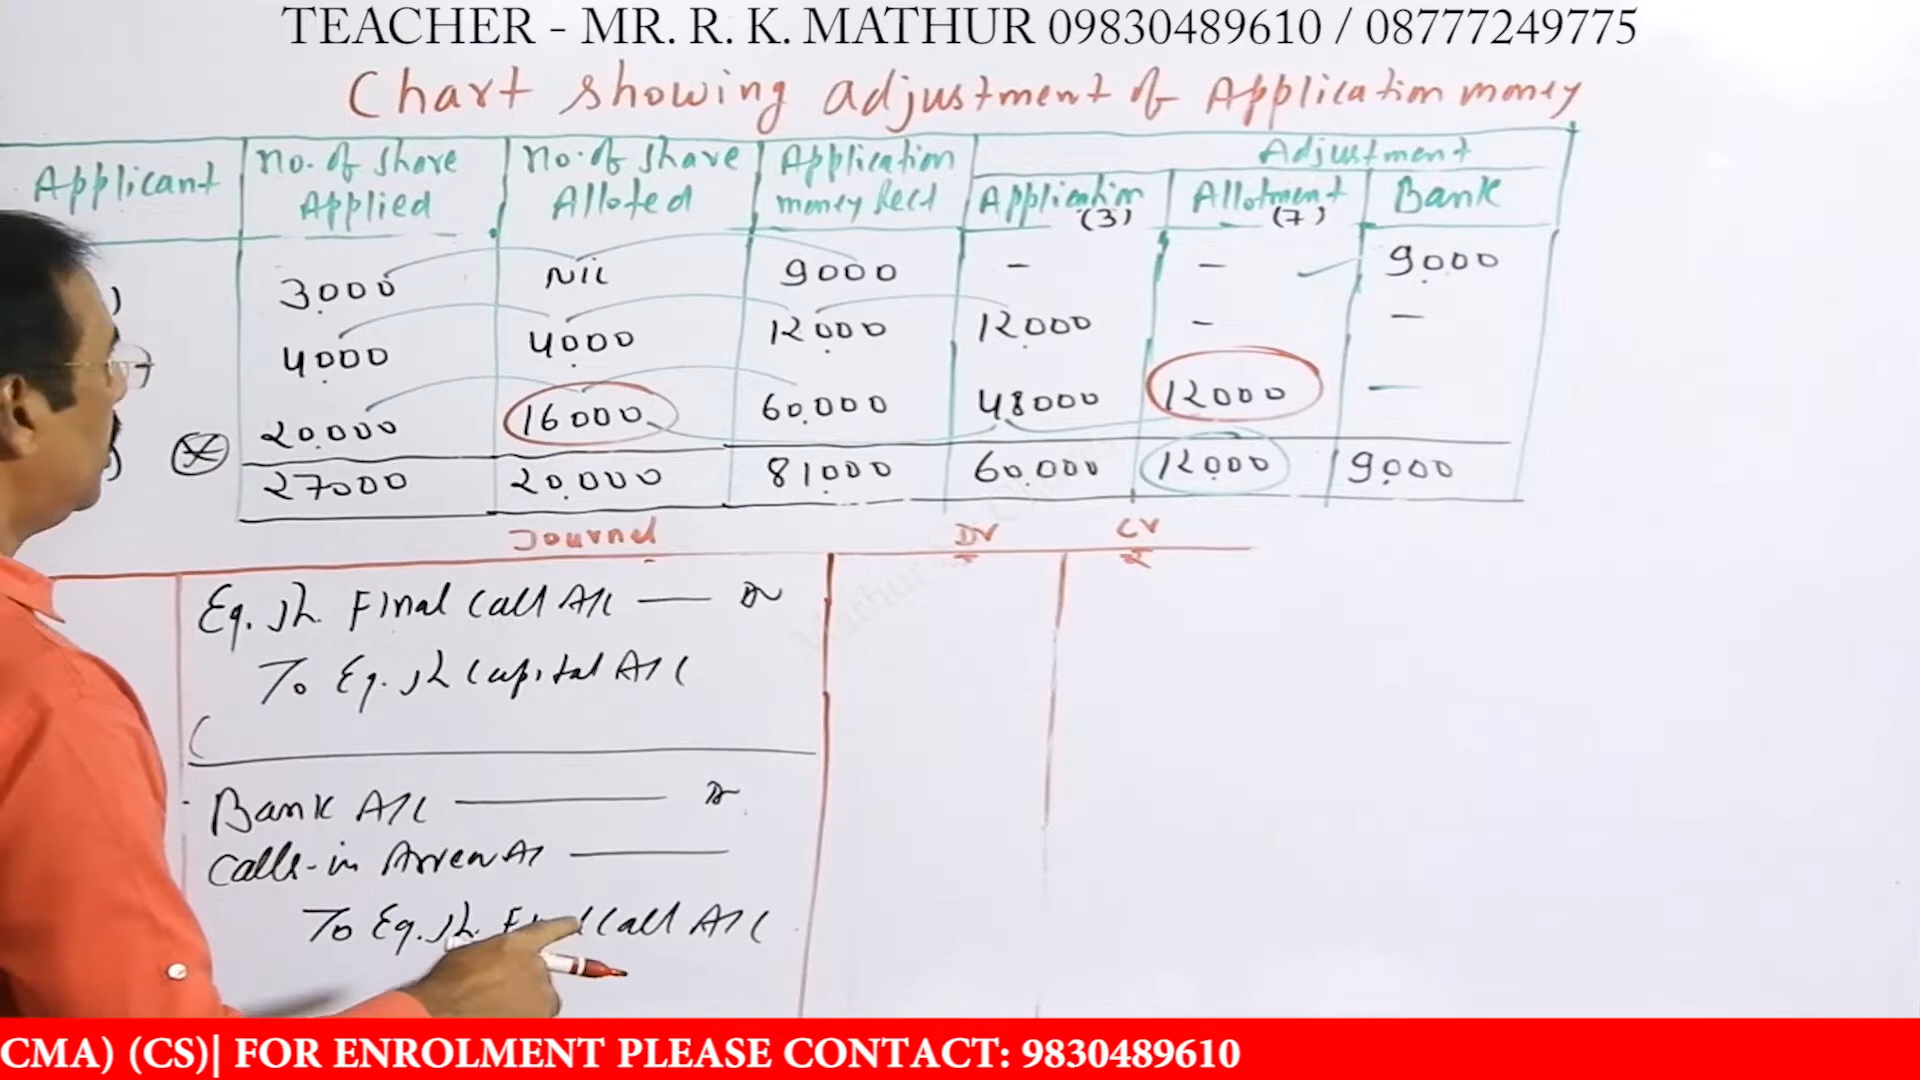 TEACHER - MR. R. K. MATHUR 09830489610 / 08777249775
Chart showing adjustment of Application money
Applicant No. of share Applied No. of share Alloted Application money Rect Adjustment
Application (3) Allotment (7) Bank
3000 Nil 9000 - - 9000
4000 4000 12000 12000 - -
20,000 16000 60,000 48000 12000 -
27000 20,000 81000 60,000 12000 9000
Journal Dr Cr
₹ ₹
Eq. sh. Final Call A/c Dr
To Eq. sh Capital A/c
(
Bank A/c Dr
Calls-in Arrear A/
To Eq. sh. Final Call A/c
CMA) (CS)| FOR ENROLMENT PLEASE CONTACT: 9830489610